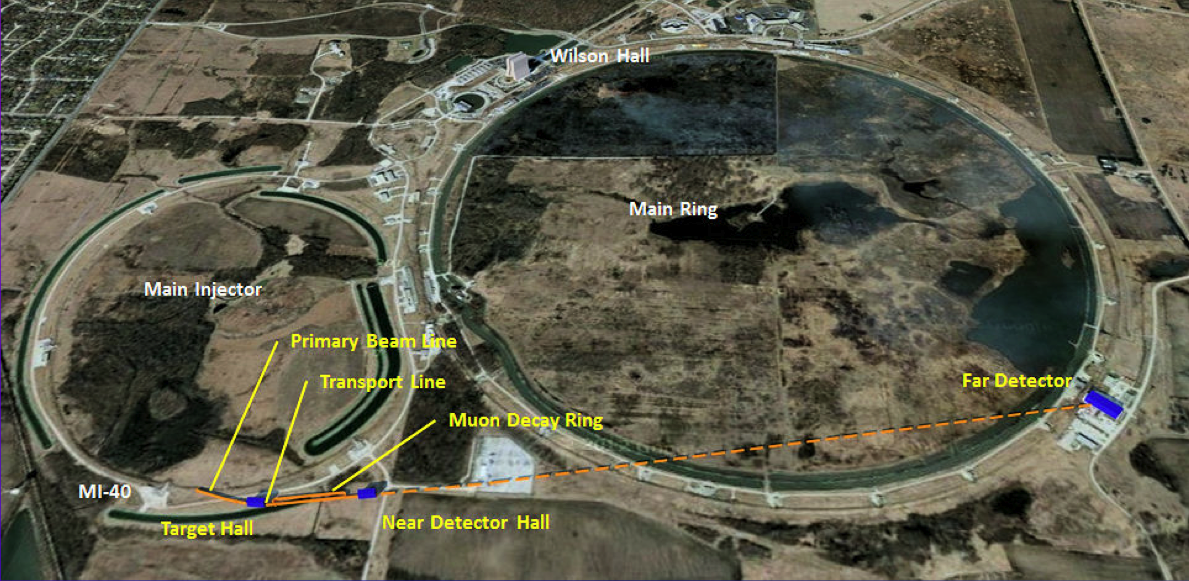 Wilson Hall
Main Ring
Main Injector
Primary Beam Line
Transport Line
Far Detector
Muon Decay Ring
MI-40
Target Hall
Near Detector Hall